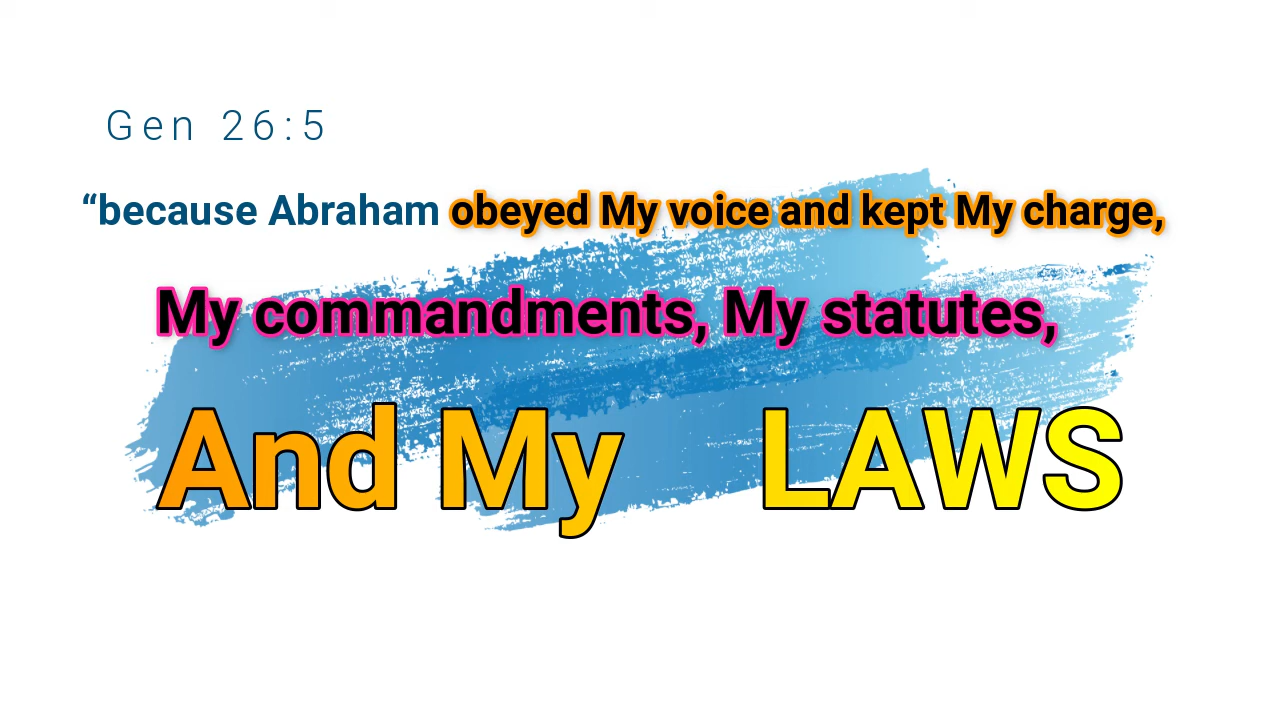 Gen 26:5
“because Abraham obeyed My voice and kept My charge,
My commandments, My statutes,
And My LAWS